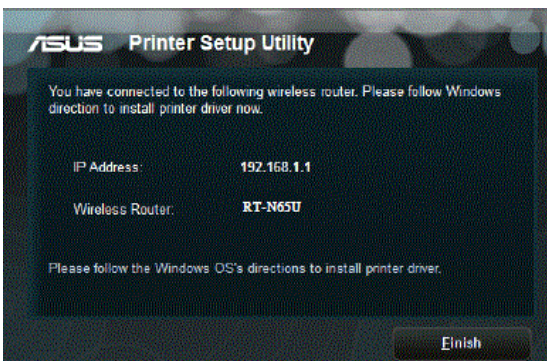 ASUS Printer Setup Utility
You have connected to the following wireless router. Please follow Windows
direction to install printer driver now.
IP Address: 192.168.1.1
Wireless Router: RT-N65U
Please follow the Windows OS's directions to install printer driver.
Finish